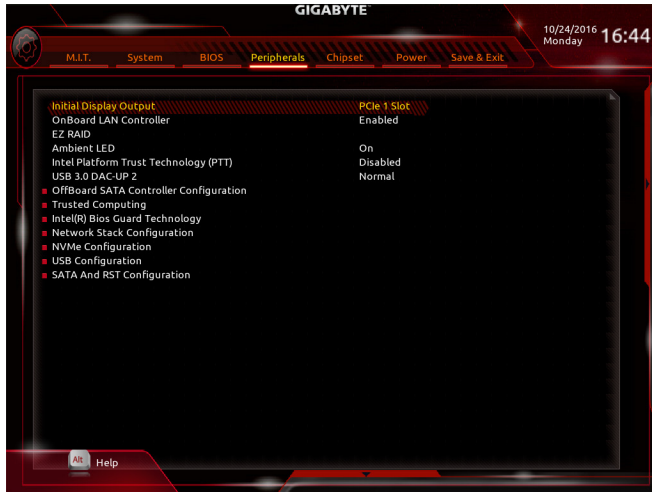 GIGABYTE™
10/24/2016 16:44
Monday
M.I.T. System BIOS Peripherals Chipset Power Save & Exit
Initial Display Output PCIe 1 Slot
OnBoard LAN Controller Enabled
EZ RAID
Ambient LED On
Intel Platform Trust Technology (PTT) Disabled
USB 3.0 DAC-UP 2 Normal
OffBoard SATA Controller Configuration
Trusted Computing
Intel(R) Bios Guard Technology
Network Stack Configuration
NVMe Configuration
USB Configuration
SATA And RST Configuration
Alt Help